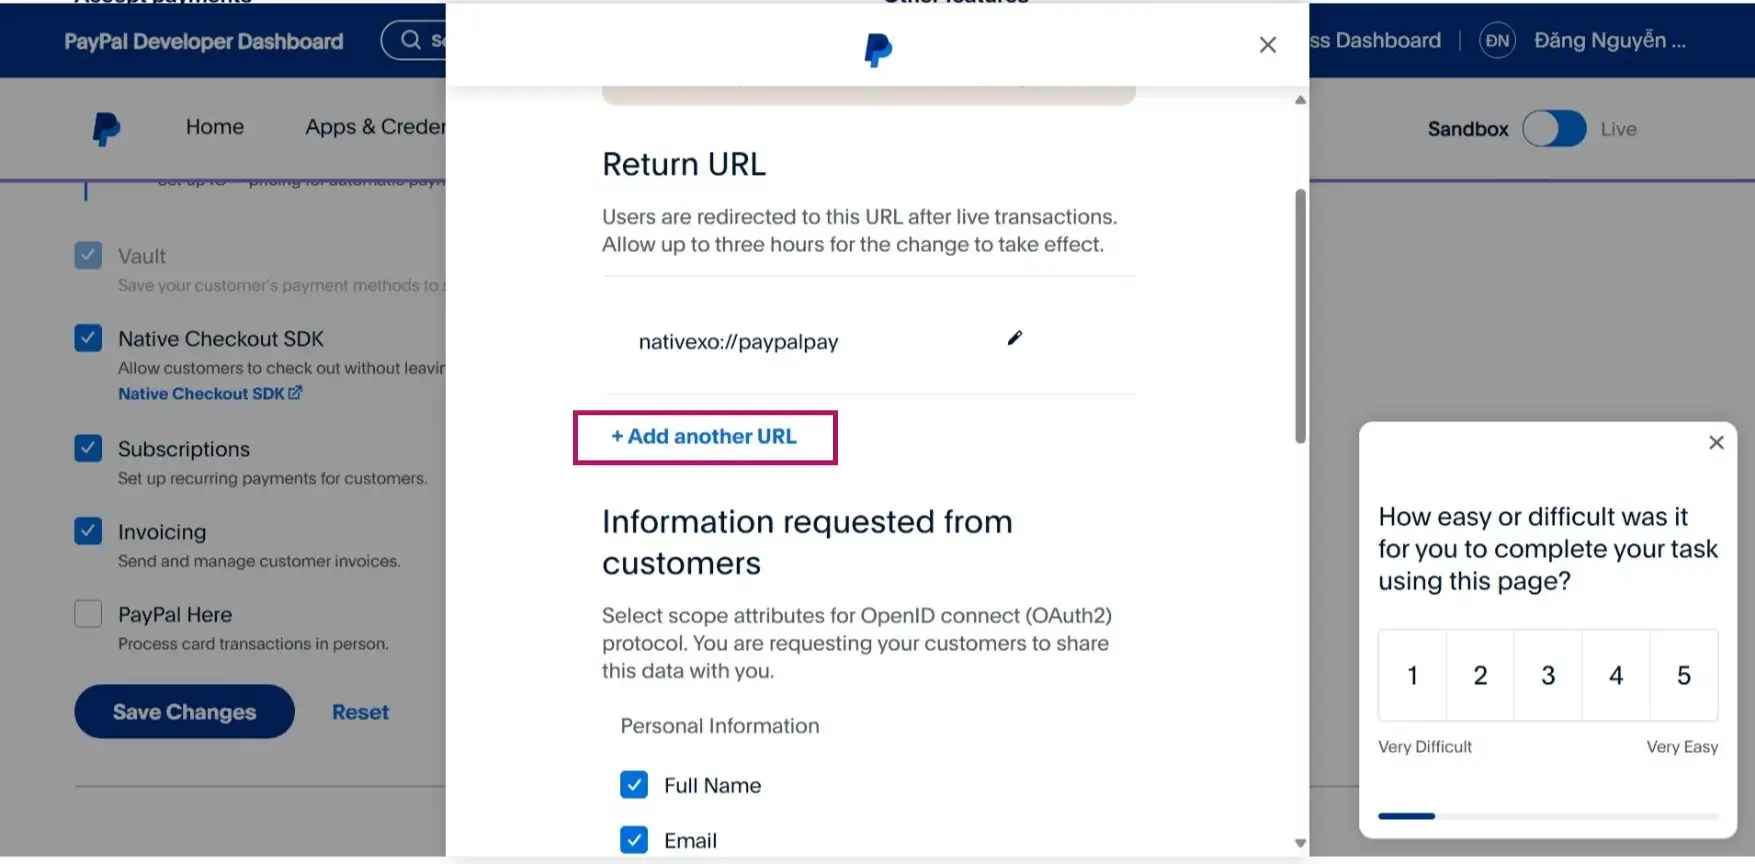 Accept payments
Other features
PayPal Developer Dashboard
ss Dashboard
ĐN
Đăng Nguyễn ...
Home
Apps & Creder
Sandbox
Live
Vault
Save your customer's payment methods to
Native Checkout SDK
Allow customers to check out without leavin
Native Checkout SDK
Subscriptions
Set up recurring payments for customers.
Invoicing
Send and manage customer invoices.
PayPal Here
Process card transactions in person.
Save Changes
Reset
Return URL
Users are redirected to this URL after live transactions.
Allow up to three hours for the change to take effect.
nativexo://paypalpay
+ Add another URL
Information requested from
customers
Select scope attributes for OpenID connect (OAuth2)
protocol. You are requesting your customers to share
this data with you.
Personal Information
Full Name
Email
How easy or difficult was it
for you to complete your task
using this page?
1 2 3 4 5
Very Difficult
Very Easy